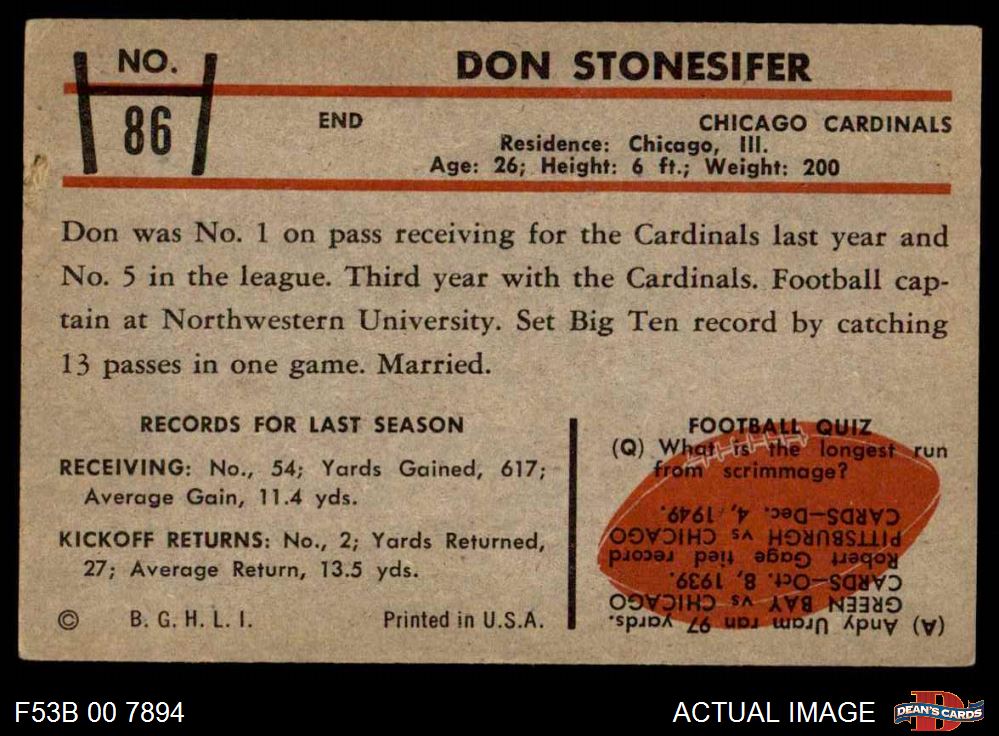 NO.
86
DON STONESIFER
END
CHICAGO CARDINALS
Residence: Chicago, Ill.
Age: 26; Height: 6 ft.; Weight: 200
Don was No. 1 on pass receiving for the Cardinals last year and
No. 5 in the league. Third year with the Cardinals. Football cap-
tain at Northwestern University. Set Big Ten record by catching
13 passes in one game. Married.
RECORDS FOR LAST SEASON
RECEIVING: No., 54; Yards Gained, 617;
Average Gain, 11.4 yds.
KICKOFF RETURNS: No., 2; Yards Returned,
27; Average Return, 13.5 yds.
© B. G. H. L. I.
Printed in U.S.A.
FOOTBALL QUIZ
(Q) What is the longest run
from scrimmage?
(A) Andy Uram ran 97 yards.
GREEN BAY vs CHICAGO
CARDS—Oct. 8, 1939.
Robert Gage tied record
PITTSBURGH vs CHICAGO
CARDS—Dec. 4, 1949.
F53B 00 7894
ACTUAL IMAGE
DEAN'S CARDS